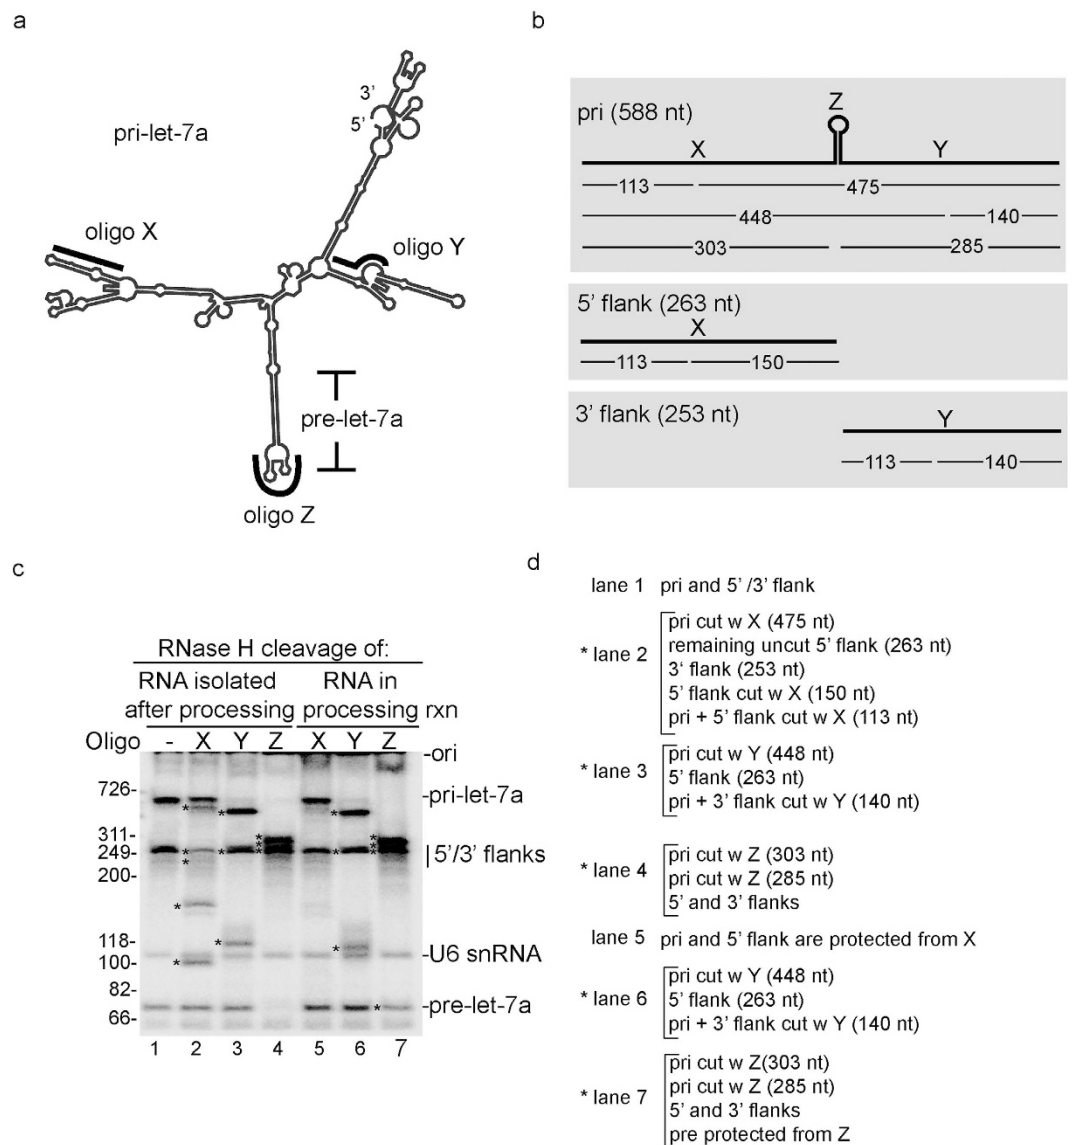 a
3'
5'
pri-let-7a
oligo X
oligo Y
pre-let-7a
oligo Z
b
pri (588 nt)
Z
X Y
113 475
448 140
303 285
5' flank (263 nt)
X
113 150
3' flank (253 nt)
Y
113 140
c
RNase H cleavage of:
RNA isolated after processing
RNA in processing rxn
Oligo - X Y Z X Y Z
-ori
726-
-pri-let-7a
311-
249-
5'/3' flanks
200-
118-
-U6 snRNA
100-
82-
-pre-let-7a
66-
1 2 3 4 5 6 7
d
lane 1 pri and 5' /3' flank
* lane 2
pri cut w X (475 nt)
remaining uncut 5' flank (263 nt)
3' flank (253 nt)
5' flank cut w X (150 nt)
pri + 5' flank cut w X (113 nt)
* lane 3
pri cut w Y (448 nt)
5' flank (263 nt)
pri + 3' flank cut w Y (140 nt)
* lane 4
pri cut w Z (303 nt)
pri cut w Z (285 nt)
5' and 3' flanks
lane 5 pri and 5' flank are protected from X
* lane 6
pri cut w Y (448 nt)
5' flank (263 nt)
pri + 3' flank cut w Y (140 nt)
* lane 7
pri cut w Z(303 nt)
pri cut w Z (285 nt)
5' and 3' flanks
pre protected from Z